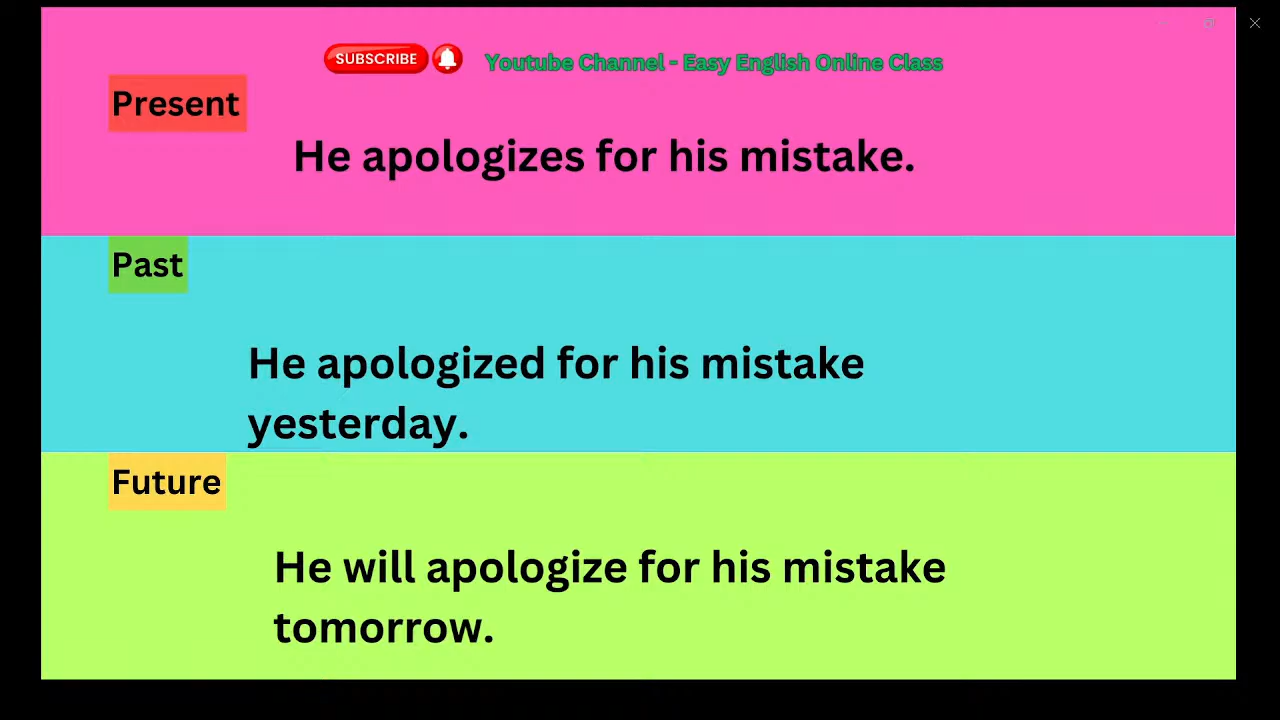 SUBSCRIBE
Youtube Channel - Easy English Online Class
Present
He apologizes for his mistake.
Past
He apologized for his mistake
yesterday.
Future
He will apologize for his mistake
tomorrow.